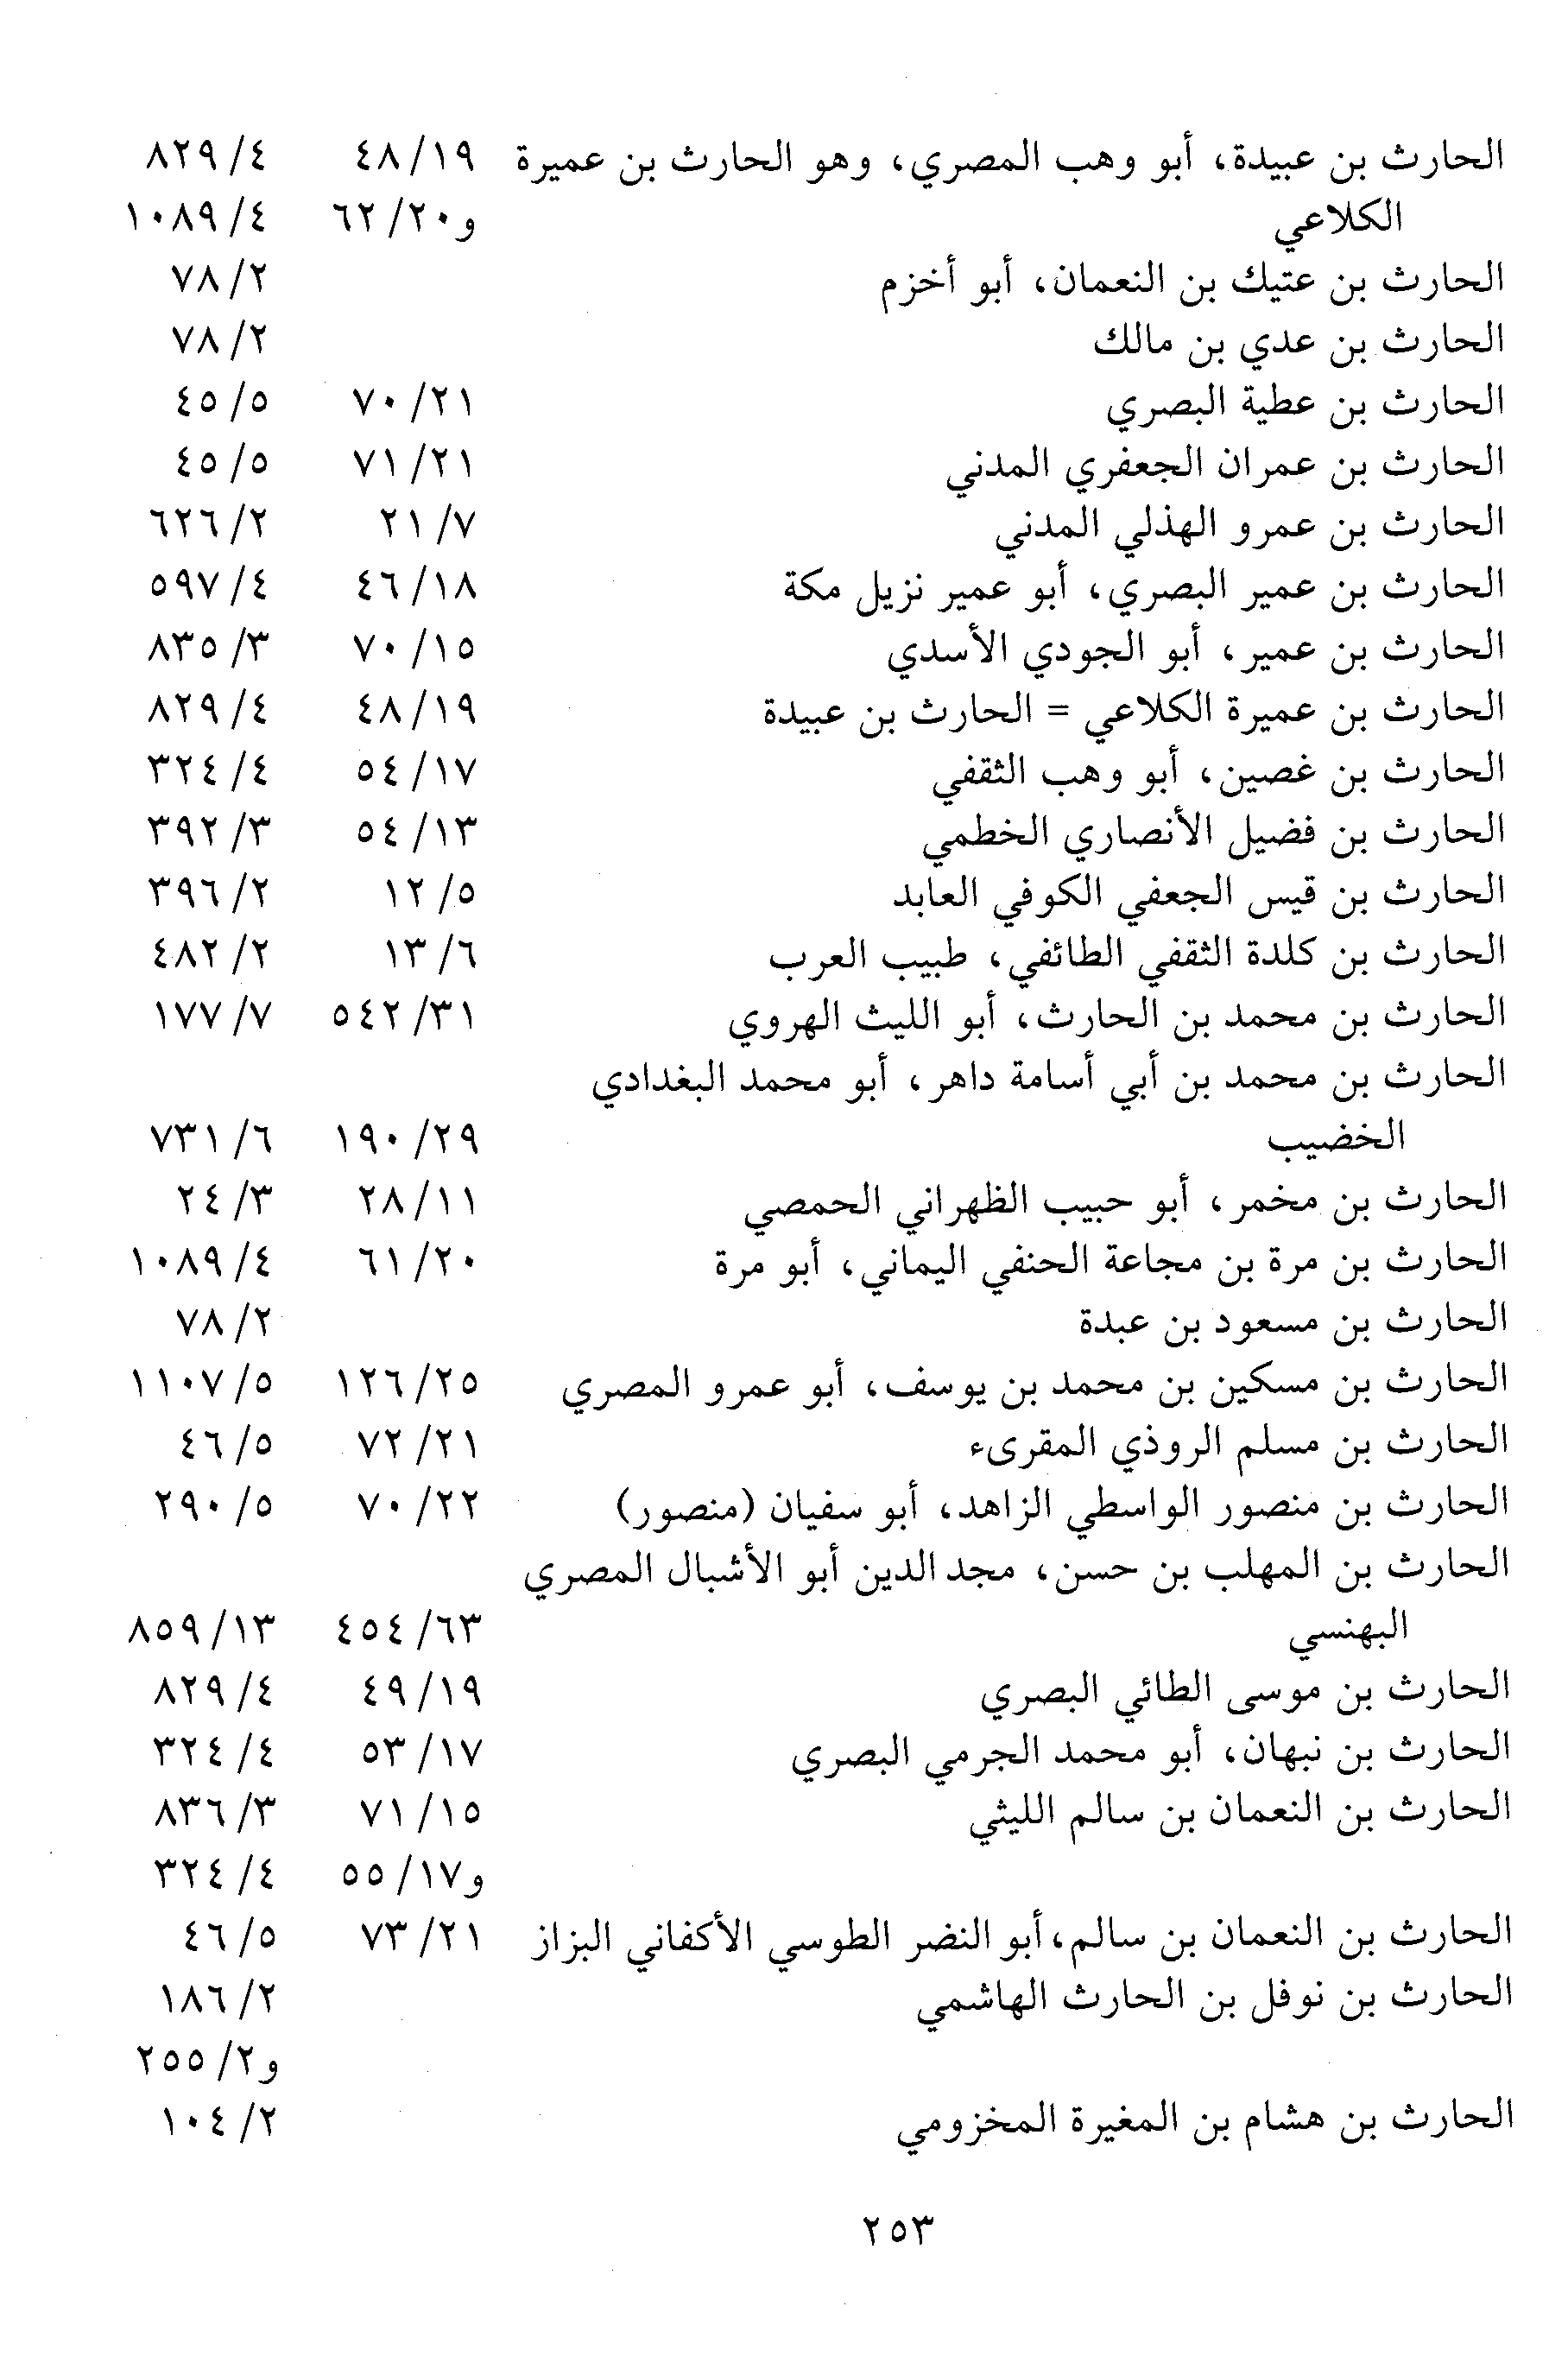 الحارث بن عبيدة، أبو وهب المصري، وهو الحارث بن عميرة ١٩/ ٤٨ ٤/ ٨٢٩
الكلاعي و٢٠/ ٦٢ ٤/ ١٠٨٩
الحارث بن عتيك بن النعمان، أبو أخزم ٢/ ٧٨
الحارث بن عدي بن مالك ٢/ ٧٨
الحارث بن عطية البصري ٢١/ ٧٠ ٥/ ٤٥
الحارث بن عمران الجعفري المدني ٢١/ ٧١ ٥/ ٤٥
الحارث بن عمرو الهذلي المدني ٧/ ٢١ ٢/ ٦٢٦
الحارث بن عمير البصري، أبو عمير نزيل مكة ١٨/ ٤٦ ٤/ ٥٩٧
الحارث بن عمير، أبو الجودي الأسدي ١٥/ ٧٠ ٣/ ٨٣٥
الحارث بن عميرة الكلاعي = الحارث بن عبيدة ١٩/ ٤٨ ٤/ ٨٢٩
الحارث بن غصين، أبو وهب الثقفي ١٧/ ٥٤ ٤/ ٣٢٤
الحارث بن فضيل الأنصاري الخطمي ١٣/ ٥٤ ٣/ ٣٩٢
الحارث بن قيس الجعفي الكوفي العابد ٥/ ١٢ ٢/ ٣٩٦
الحارث بن كلدة الثقفي الطائفي، طبيب العرب ٦/ ١٣ ٢/ ٤٨٢
الحارث بن محمد بن الحارث، أبو الليث الهروي ٣١/ ٥٤٢ ٧/ ١٧٧
الحارث بن محمد بن أبي أسامة داهر، أبو محمد البغدادي
الخضيب ٢٩/ ١٩٠ ٦/ ٧٣١
الحارث بن مخمر، أبو حبيب الظهراني الحمصي ١١/ ٢٨ ٣/ ٢٤
الحارث بن مرة بن مجاعة الحنفي اليماني، أبو مرة ٢٠/ ٦١ ٤/ ١٠٨٩
الحارث بن مسعود بن عبدة ٢/ ٧٨
الحارث بن مسكين بن محمد بن يوسف، أبو عمرو المصري ٢٥/ ١٢٦ ٥/ ١١٠٧
الحارث بن مسلم الروذي المقرىء ٢١/ ٧٢ ٥/ ٤٦
الحارث بن منصور الواسطي الزاهد، أبو سفيان (منصور) ٢٢/ ٧٠ ٥/ ٢٩٠
الحارث بن المهلب بن حسن، مجد الدين أبو الأشبال المصري
البهنسي ٦٣/ ٤٥٤ ١٣/ ٨٥٩
الحارث بن موسى الطائي البصري ١٩/ ٤٩ ٤/ ٨٢٩
الحارث بن نبهان، أبو محمد الجرمي البصري ١٧/ ٥٣ ٤/ ٣٢٤
الحارث بن النعمان بن سالم الليثي ١٥/ ٧١ ٣/ ٨٣٦
و١٧/ ٥٥ ٤/ ٣٢٤
الحارث بن النعمان بن سالم، أبو النضر الطوسي الأكفاني البزاز ٢١/ ٧٣ ٥/ ٤٦
الحارث بن نوفل بن الحارث الهاشمي ٢/ ١٨٦
و٢/ ٢٥٥
الحارث بن هشام بن المغيرة المخزومي ٢/ ١٠٤
٢٥٣